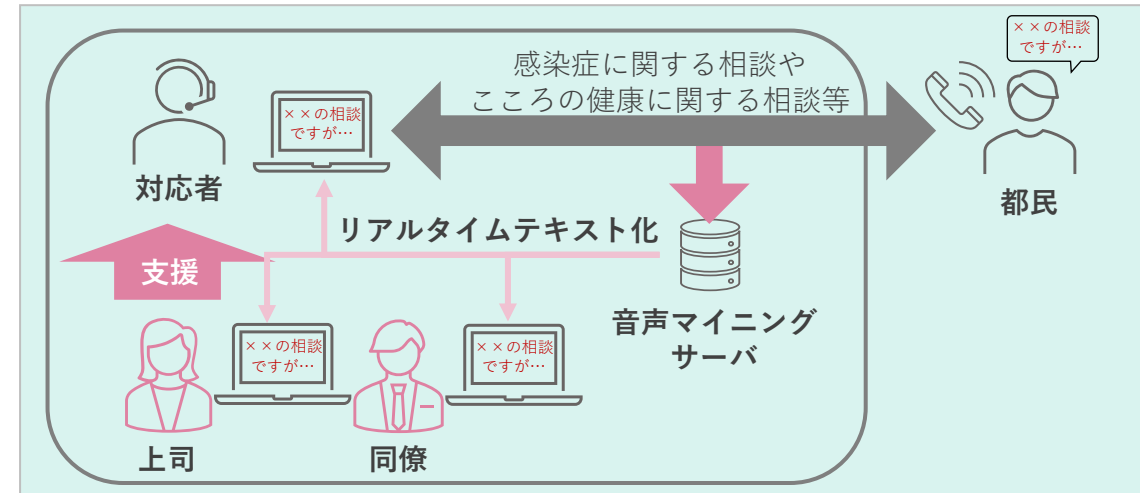 ××の相談
ですが…
感染症に関する相談や
こころの健康に関する相談等
××の相談
ですが…
対応者
都民
リアルタイムテキスト化
支援
音声マイニング
サーバ
××の相談
ですが…
××の相談
ですが…
上司
同僚